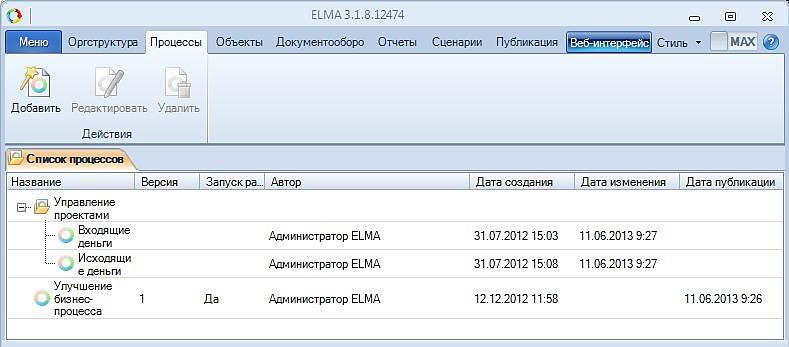 ELMA 3.1.8.12474
Меню Оргструктура Процессы Объекты Документооборо Отчеты Сценарии Публикация Веб-интерфейс Стиль MAX ?
Добавить Редактировать Удалить
Действия
Список процессов
Название Версия Запуск ра... Автор Дата создания Дата изменения Дата публикации
Управление
проектами
Входящие
деньги Администратор ELMA 31.07.2012 15:03 11.06.2013 9:27
Исходящи
е деньги Администратор ELMA 31.07.2012 15:08 11.06.2013 9:27
Улучшение
бизнес- 1 Да Администратор ELMA 12.12.2012 11:58 11.06.2013 9:26
процесса